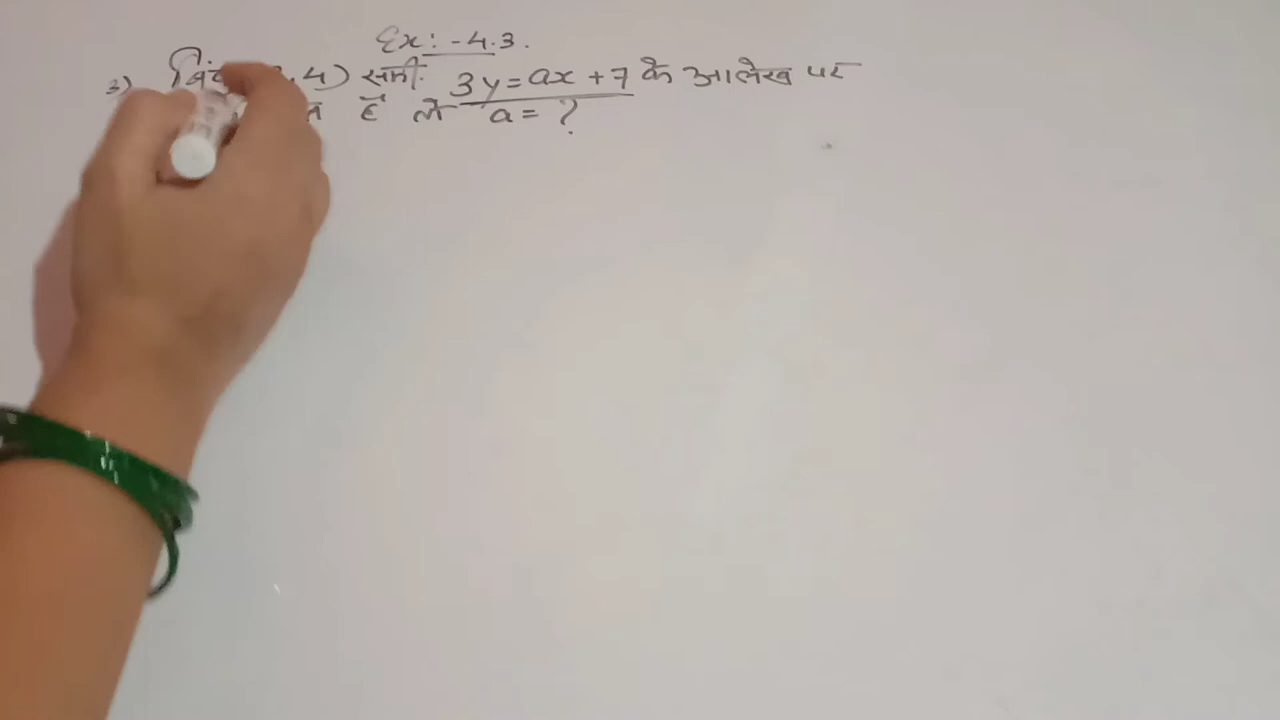 Ex: - 4.3.
3) , 4) समी. 3y = ax + 7 के आलेख पर
है तो a = ?